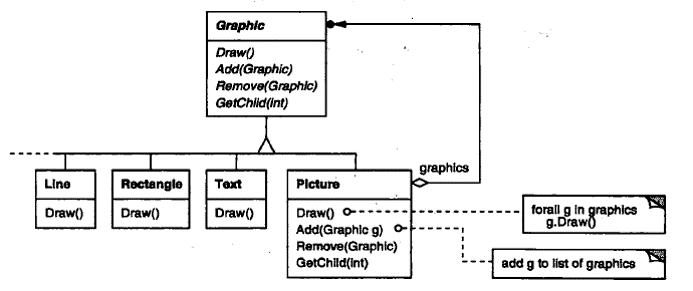 Graphic
Draw()
Add(Graphic)
Remove(Graphic)
GetChild(int)
graphics
Line
Draw()
Rectangle
Draw()
Text
Draw()
Picture
Draw()
Add(Graphic g)
Remove(Graphic)
GetChild(int)
forall g in graphics
g.Draw()
add g to list of graphics